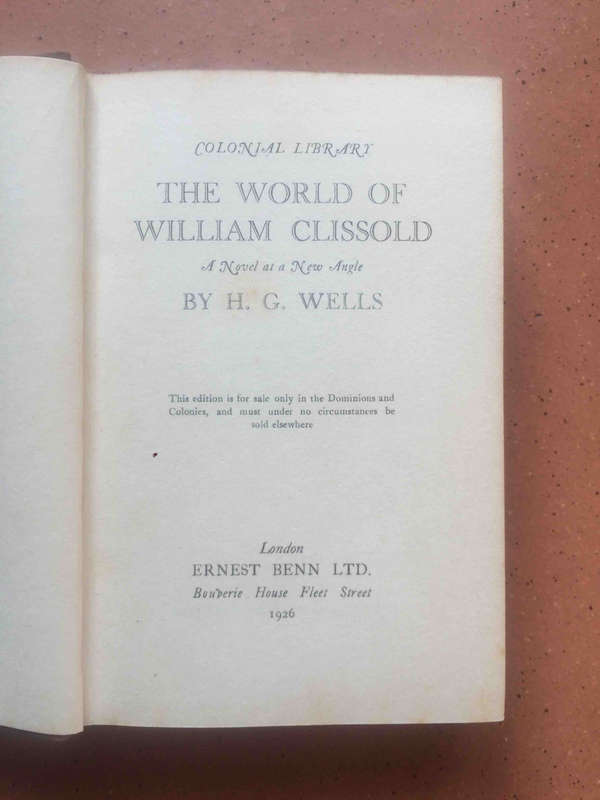 COLONIAL LIBRARY
THE WORLD OF
WILLIAM CLISSOLD
A Novel at a New Angle
BY H. G. WELLS
This edition is for sale only in the Dominions and
Colonies, and must under no circumstances be
sold elsewhere
London
ERNEST BENN LTD.
Bouverie House Fleet Street
1926